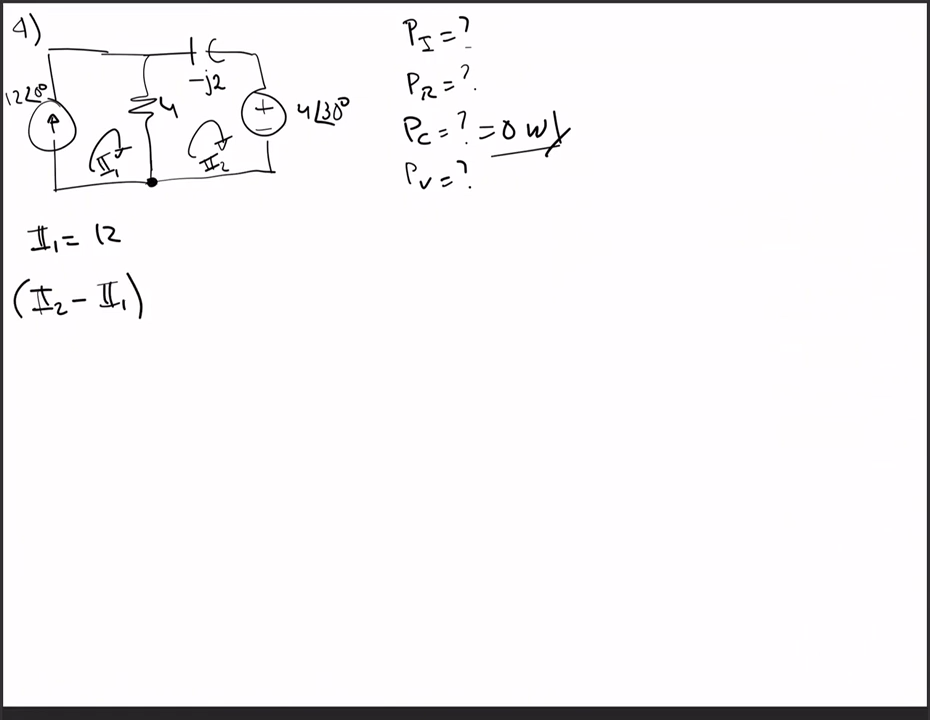 4)
12∠0°
4
-j2
+
−
4∠30°
I₁
I₂
P_I = ?
P_R = ?
P_C = ? = 0 W
P_V = ?
I₁ = 12
(I₂ - I₁)